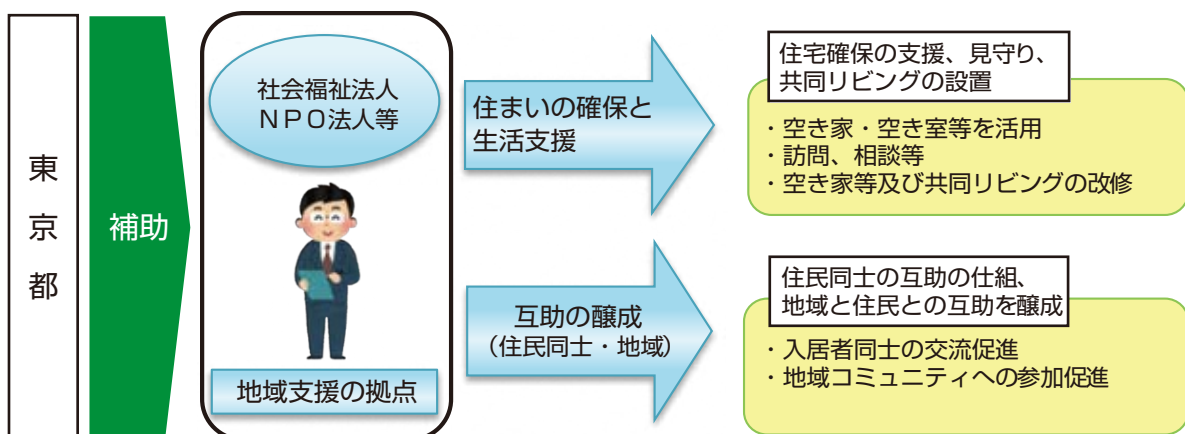 東京都
補助
社会福祉法人
ＮＰＯ法人等
地域支援の拠点
住まいの確保と
生活支援
住宅確保の支援、見守り、
共同リビングの設置
・空き家・空き室等を活用
・訪問、相談等
・空き家等及び共同リビングの改修
互助の醸成
（住民同士・地域）
住民同士の互助の仕組、
地域と住民との互助を醸成
・入居者同士の交流促進
・地域コミュニティへの参加促進